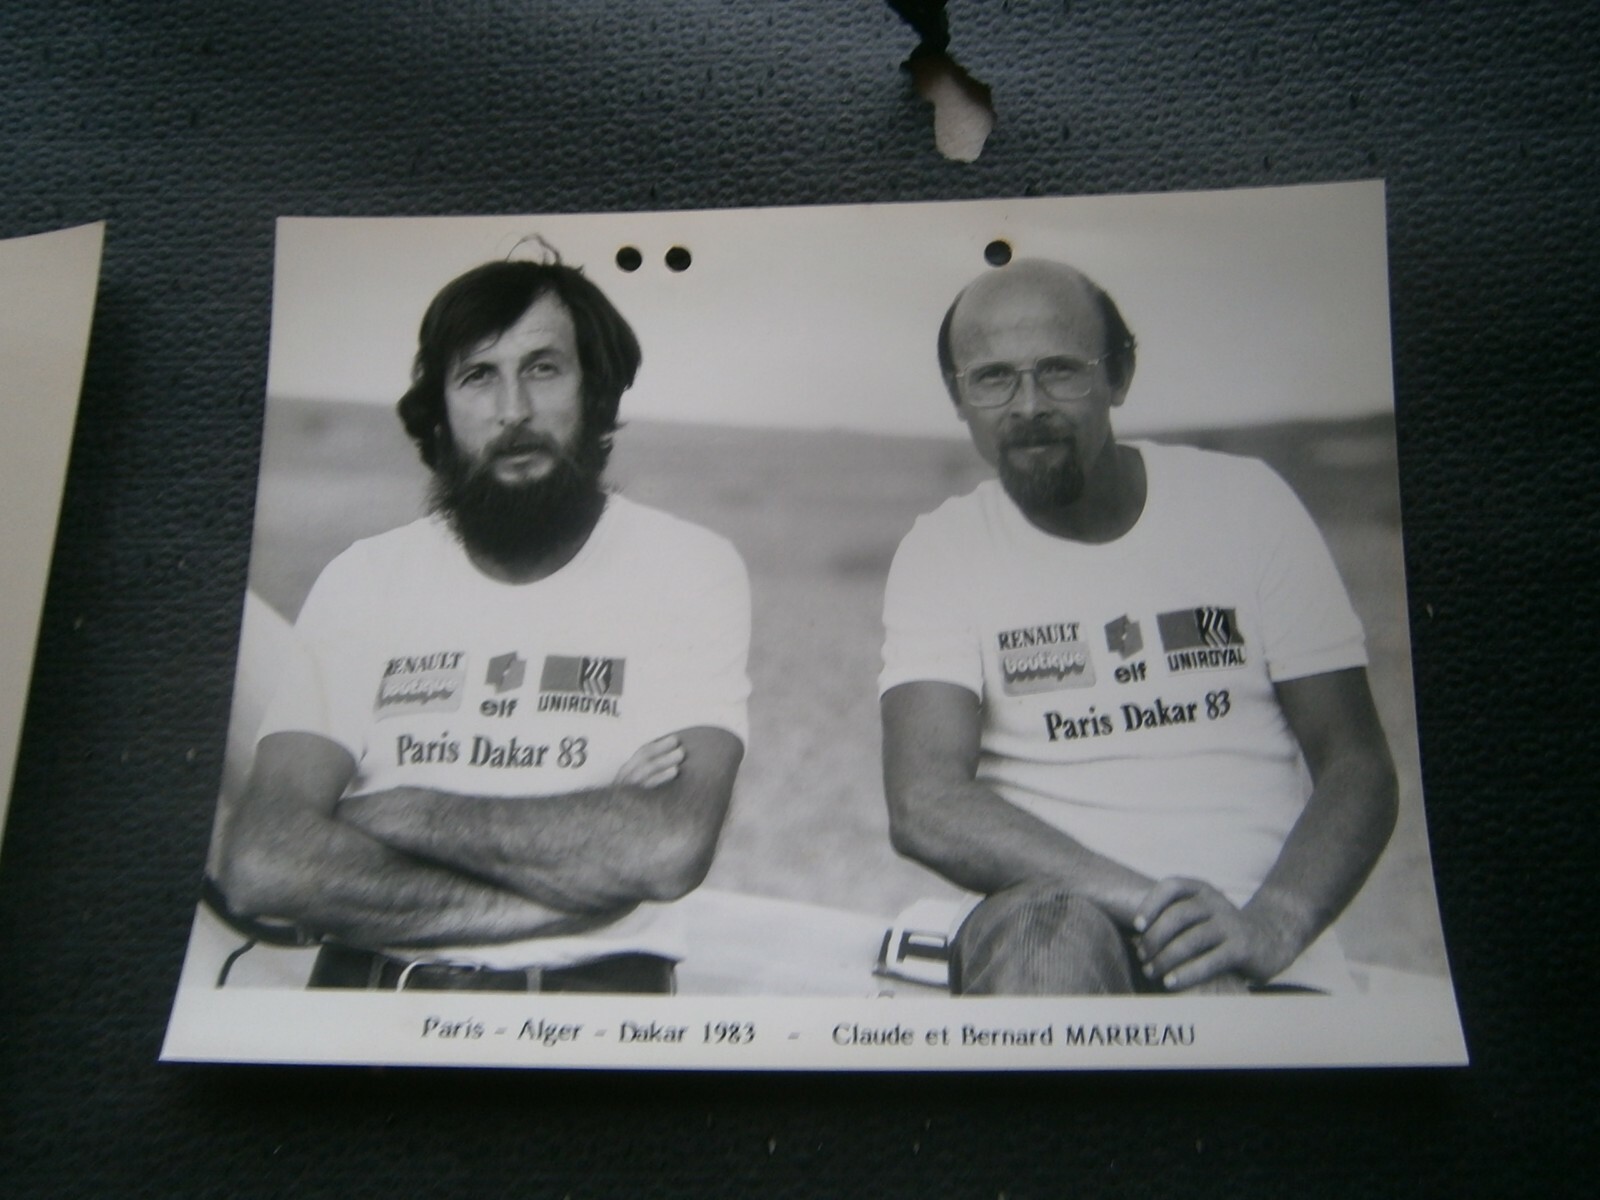 RENAULT
boutique
elf
UNIROYAL
Paris Dakar 83
RENAULT
boutique
elf
UNIROYAL
Paris Dakar 83
Paris - Alger - Dakar 1983 - Claude et Bernard MARREAU